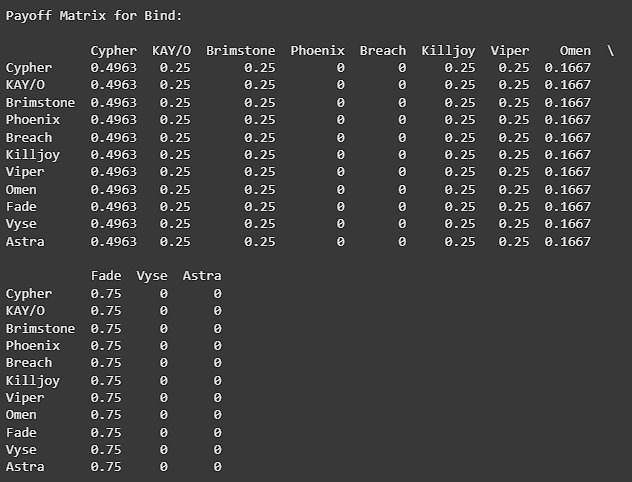 Payoff Matrix for Bind:
Cypher KAY/O Brimstone Phoenix Breach Killjoy Viper Omen \
Cypher 0.4963 0.25 0.25 0 0 0.25 0.25 0.1667
KAY/O 0.4963 0.25 0.25 0 0 0.25 0.25 0.1667
Brimstone 0.4963 0.25 0.25 0 0 0.25 0.25 0.1667
Phoenix 0.4963 0.25 0.25 0 0 0.25 0.25 0.1667
Breach 0.4963 0.25 0.25 0 0 0.25 0.25 0.1667
Killjoy 0.4963 0.25 0.25 0 0 0.25 0.25 0.1667
Viper 0.4963 0.25 0.25 0 0 0.25 0.25 0.1667
Omen 0.4963 0.25 0.25 0 0 0.25 0.25 0.1667
Fade 0.4963 0.25 0.25 0 0 0.25 0.25 0.1667
Vyse 0.4963 0.25 0.25 0 0 0.25 0.25 0.1667
Astra 0.4963 0.25 0.25 0 0 0.25 0.25 0.1667
Fade Vyse Astra
Cypher 0.75 0 0
KAY/O 0.75 0 0
Brimstone 0.75 0 0
Phoenix 0.75 0 0
Breach 0.75 0 0
Killjoy 0.75 0 0
Viper 0.75 0 0
Omen 0.75 0 0
Fade 0.75 0 0
Vyse 0.75 0 0
Astra 0.75 0 0